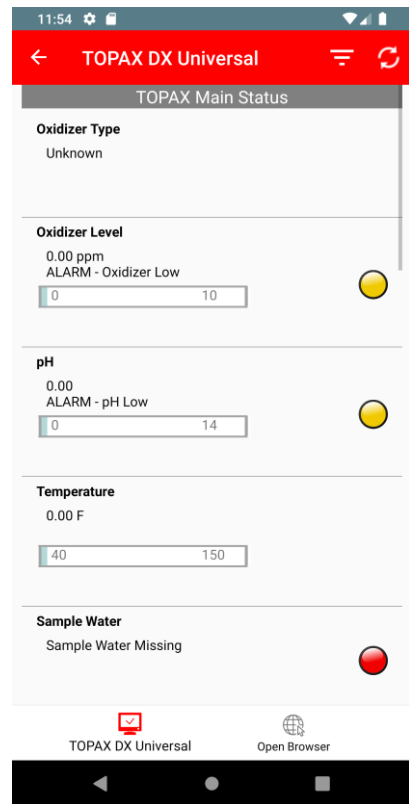 11:54
TOPAX DX Universal
TOPAX Main Status
Oxidizer Type
Unknown
Oxidizer Level
0.00 ppm
ALARM - Oxidizer Low
0 10
pH
0.00
ALARM - pH Low
0 14
Temperature
0.00 F
40 150
Sample Water
Sample Water Missing
TOPAX DX Universal
Open Browser